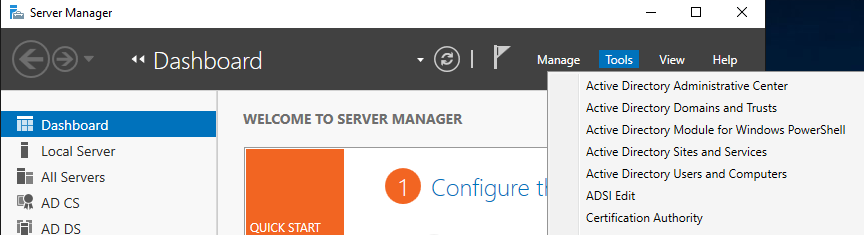 Server Manager
Dashboard
Manage Tools View Help
Dashboard
Local Server
All Servers
AD CS
AD DS
WELCOME TO SERVER MANAGER
QUICK START
1 Configure th
Active Directory Administrative Center
Active Directory Domains and Trusts
Active Directory Module for Windows PowerShell
Active Directory Sites and Services
Active Directory Users and Computers
ADSI Edit
Certification Authority